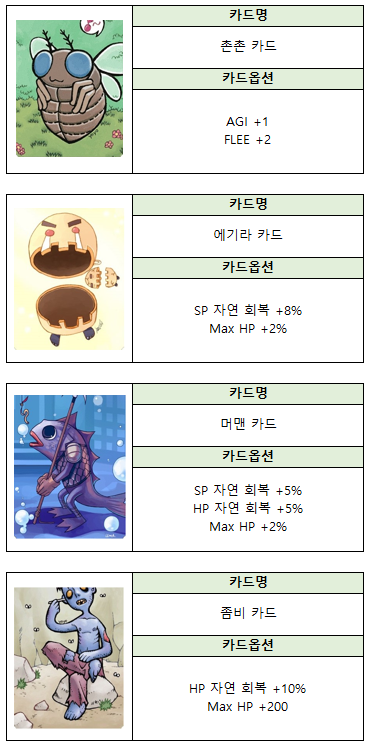 카드명
촌촌 카드
카드옵션
AGI +1
FLEE +2
카드명
에기라 카드
카드옵션
SP 자연 회복 +8%
Max HP +2%
카드명
머맨 카드
카드옵션
SP 자연 회복 +5%
HP 자연 회복 +5%
Max HP +2%
카드명
좀비 카드
카드옵션
HP 자연 회복 +10%
Max HP +200